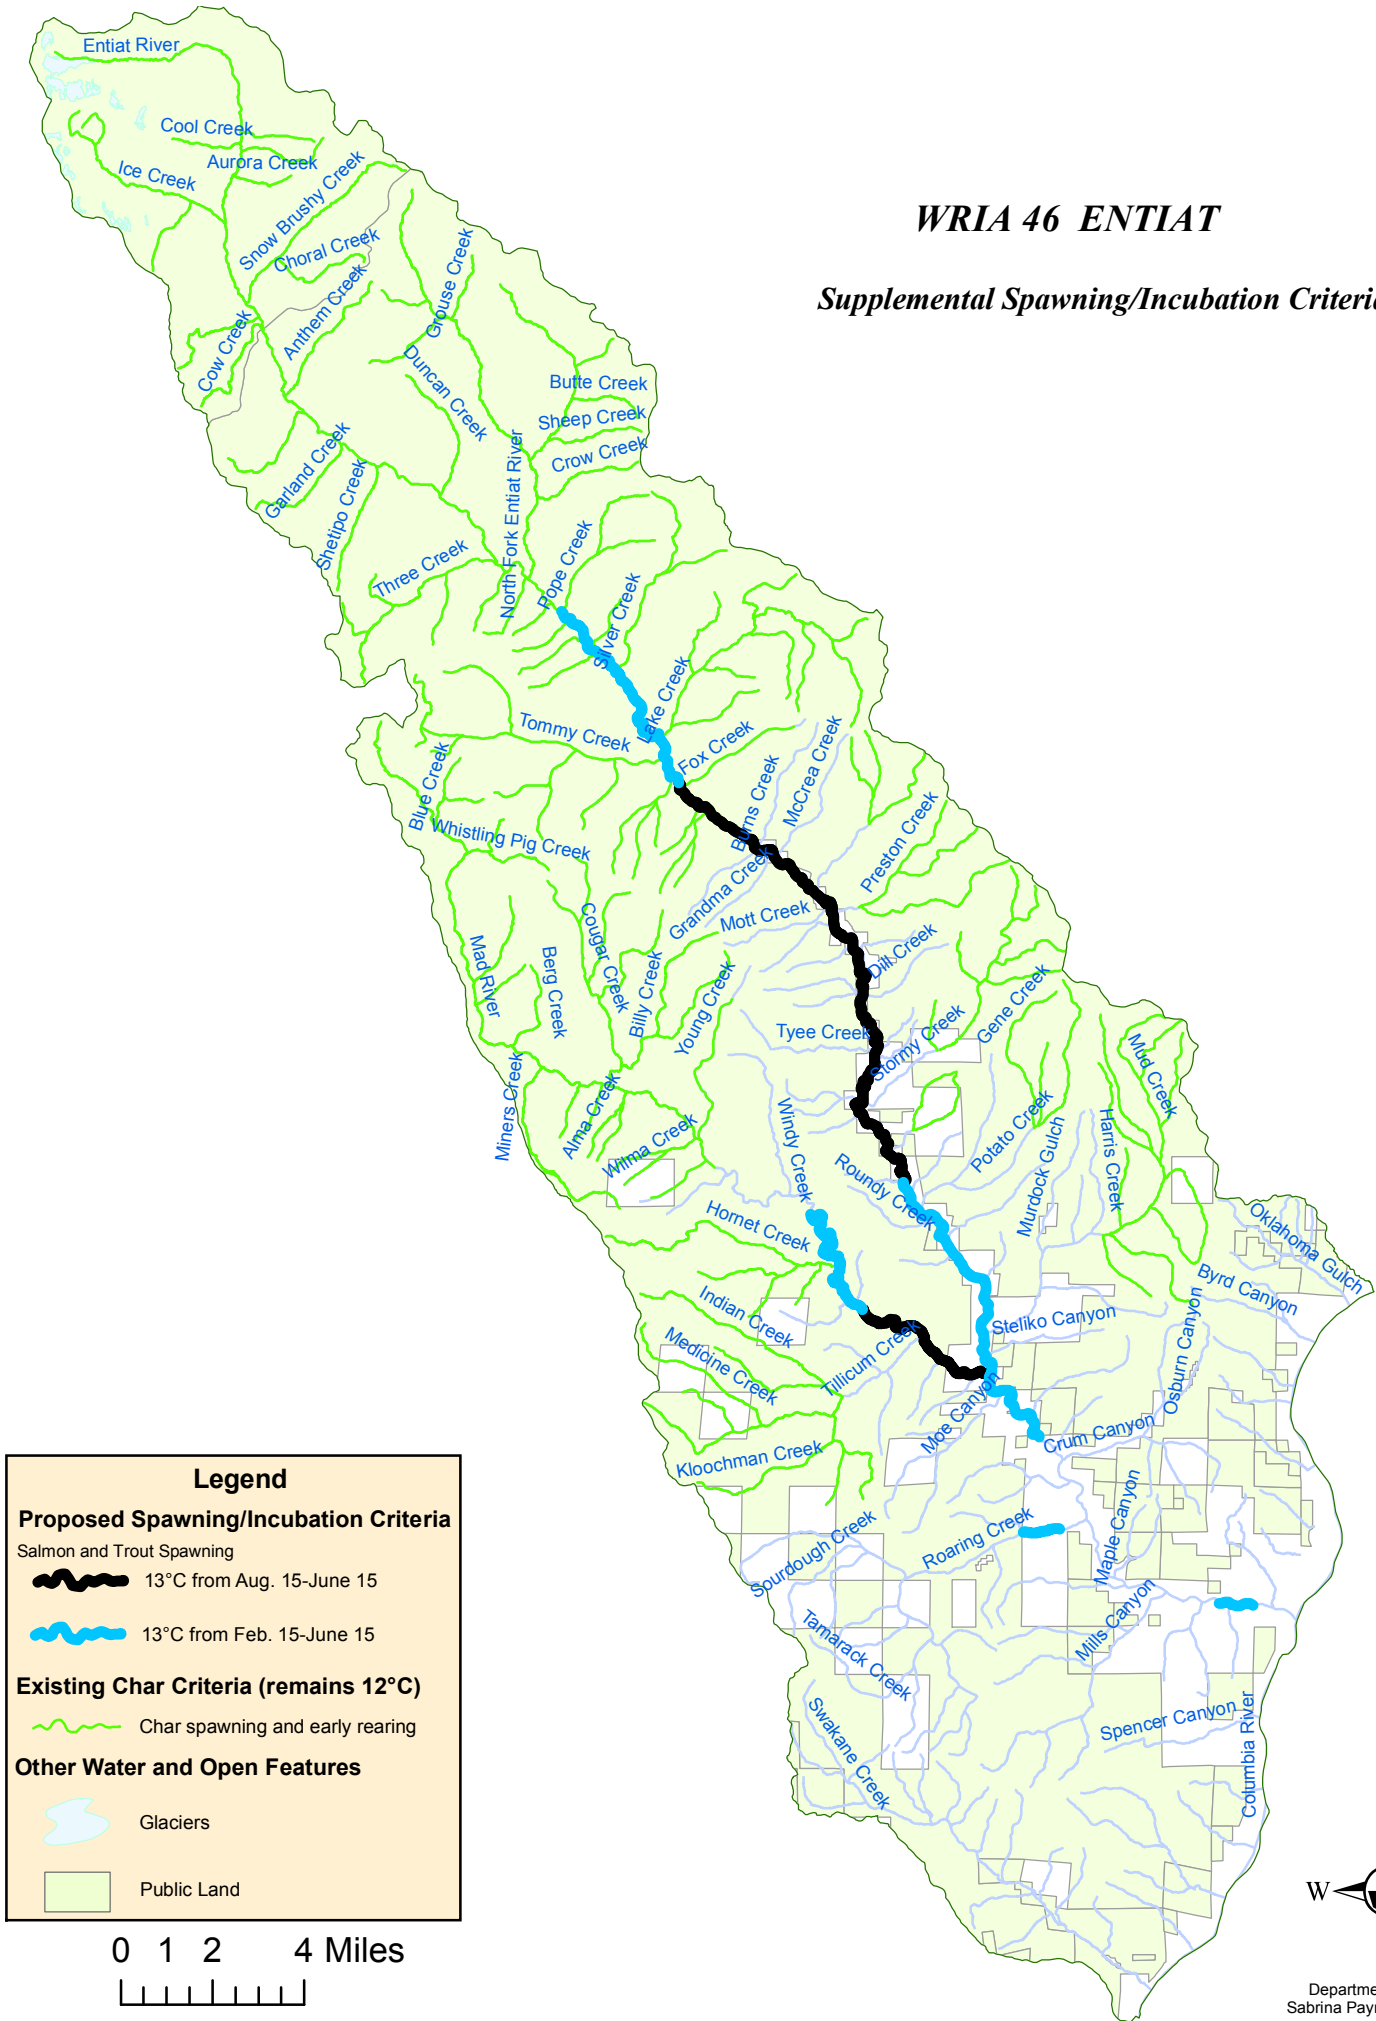 WRIA 46 ENTIAT
Supplemental Spawning/Incubation Criteria
Entiat River
Cool Creek
Aurora Creek
Ice Creek
Snow Brushy Creek
Choral Creek
Anthem Creek
Grouse Creek
Cow Creek
Duncan Creek
Butte Creek
Sheep Creek
Crow Creek
Garland Creek
Shetipo Creek
North Fork Entiat River
Three Creek
Pope Creek
Silver Creek
Lake Creek
Tommy Creek
Fox Creek
Blue Creek
Burns Creek
McCrea Creek
Whistling Pig Creek
Preston Creek
Grandma Creek
Mott Creek
Cougar Creek
Mad River
Berg Creek
Billy Creek
Young Creek
Dill Creek
Gene Creek
Tyee Creek
Stormy Creek
Mud Creek
Miners Creek
Alma Creek
Wilma Creek
Windy Creek
Potato Creek
Murdock Gulch
Harris Creek
Roundy Creek
Hornet Creek
Oklahoma Gulch
Byrd Canyon
Indian Creek
Steliko Canyon
Osburn Canyon
Medicine Creek
Tillicum Creek
Moe Canyon
Crum Canyon
Kloochman Creek
Maple Canyon
Roaring Creek
Sourdough Creek
Mills Canyon
Tamarack Creek
Swakane Creek
Spencer Canyon
Columbia River
Legend
Proposed Spawning/Incubation Criteria
Salmon and Trout Spawning
13°C from Aug. 15-June 15
13°C from Feb. 15-June 15
Existing Char Criteria (remains 12°C)
Char spawning and early rearing
Other Water and Open Features
Glaciers
Public Land
0 1 2 4 Miles
W
Departme
Sabrina Payn